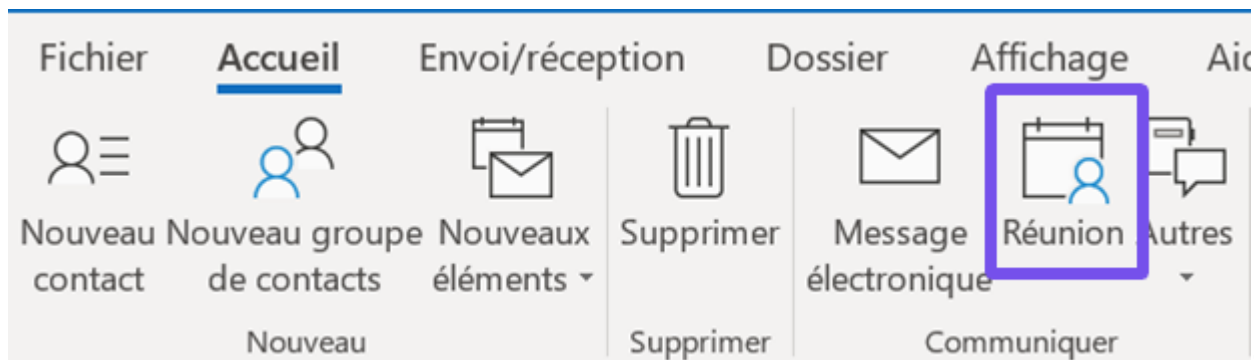 Fichier Accueil Envoi/réception Dossier Affichage
Nouveau contact
Nouveau groupe de contacts
Nouveaux éléments
Supprimer
Message électronique
Réunion
Autres
Nouveau Supprimer Communiquer